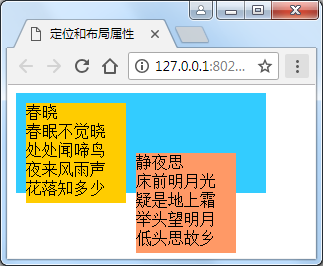 定位和布局属性
127.0.0.1:802...
春晓
春眠不觉晓
处处闻啼鸟
夜来风雨声
花落知多少
静夜思
床前明月光
疑是地上霜
举头望明月
低头思故乡